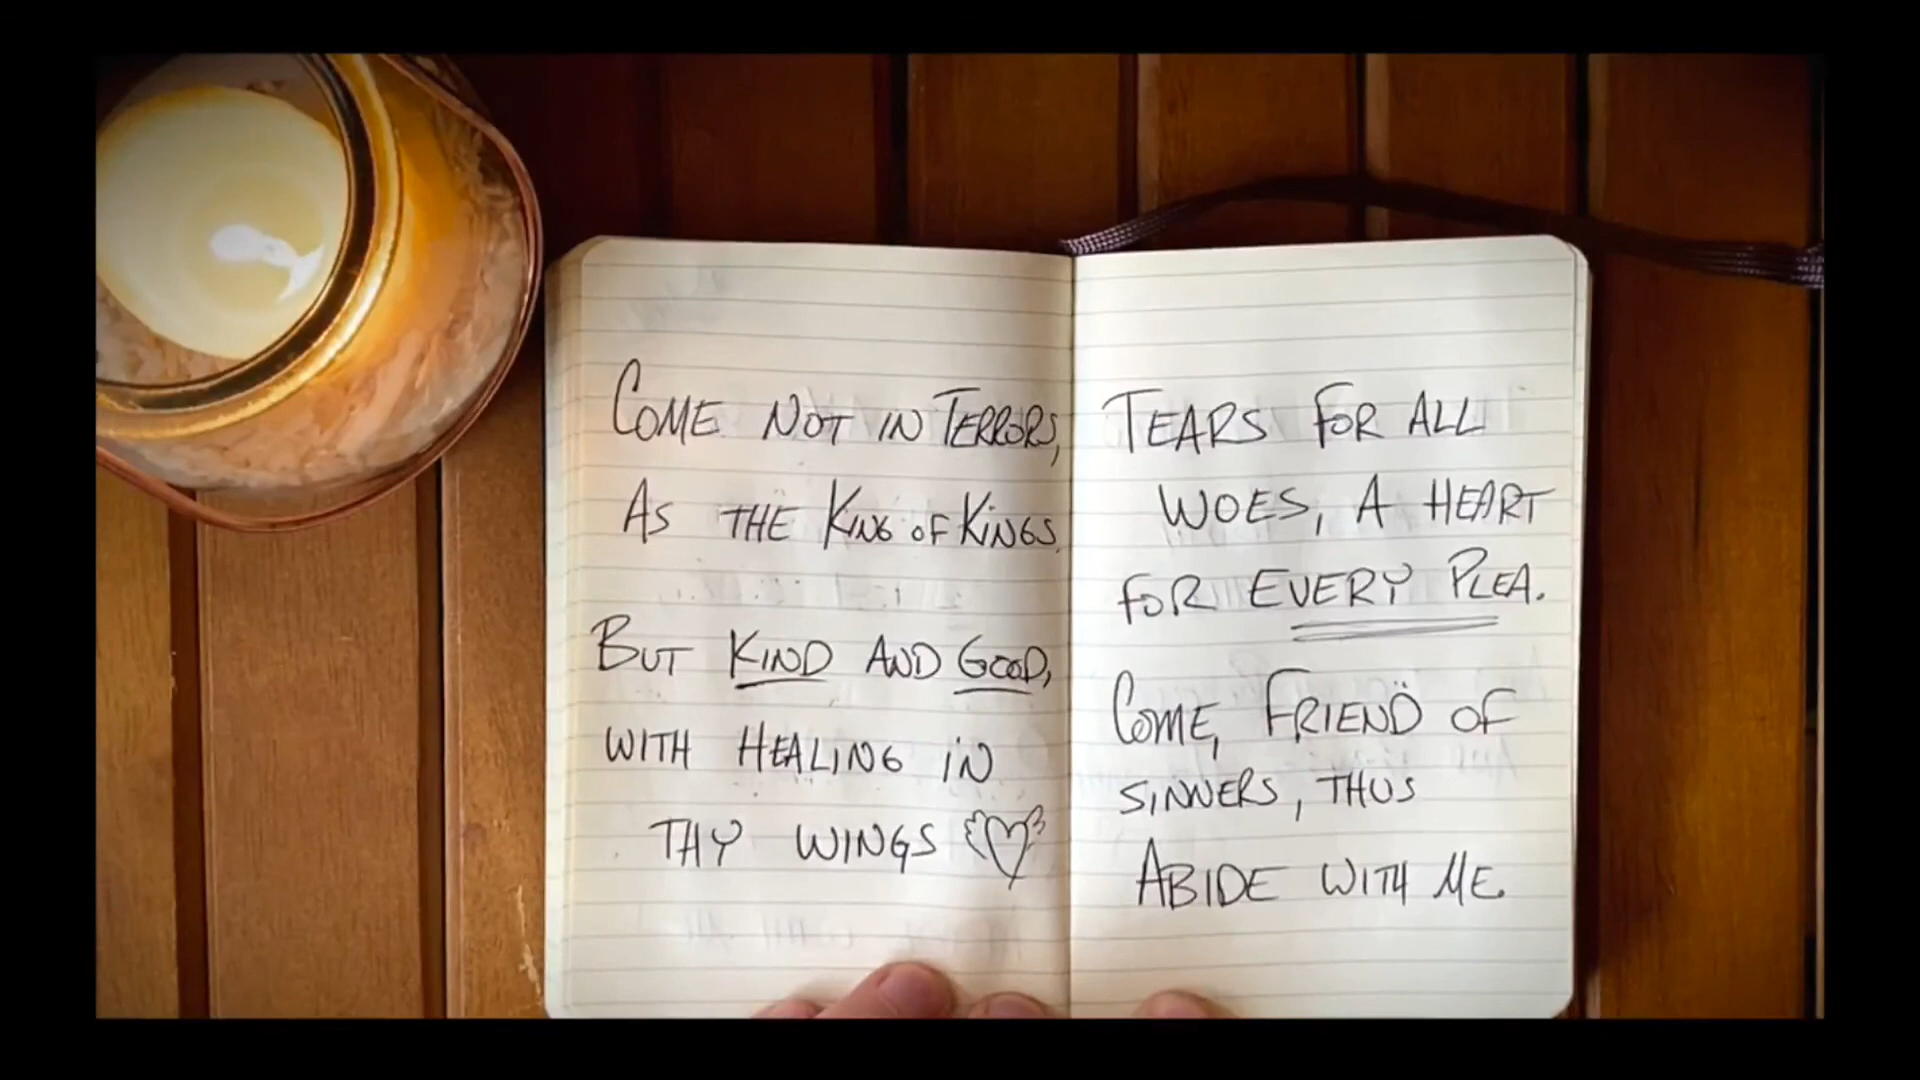 Come not in Terrors,
As the King of Kings.
But Kind and Good,
with Healing in
Thy wings
Tears for all
woes, a heart
for Every Plea.
Come, Friend of
sinners, thus
Abide with Me.